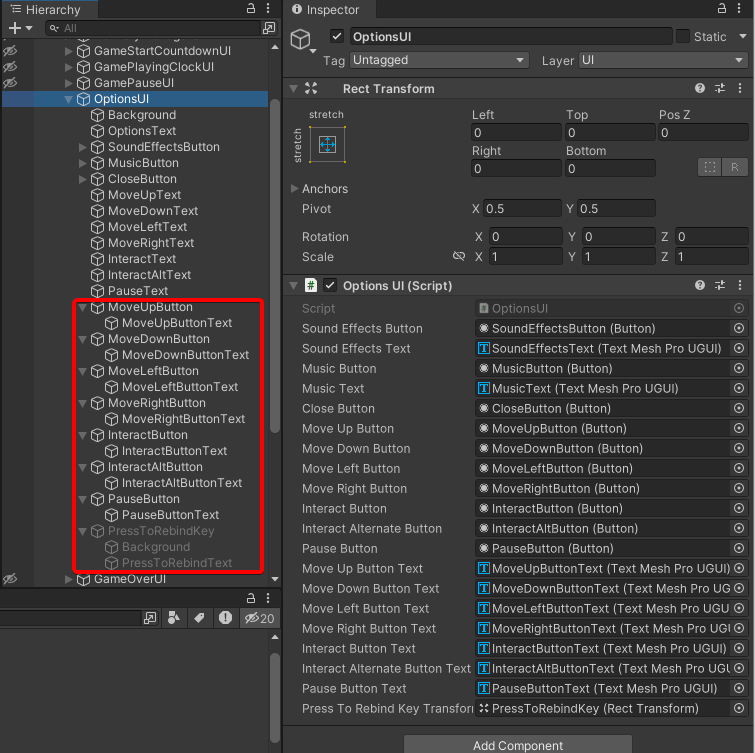 Hierarchy
All
GameStartCountdownUI
GamePlayingClockUI
GamePauseUI
OptionsUI
Background
OptionsText
SoundEffectsButton
MusicButton
CloseButton
MoveUpText
MoveDownText
MoveLeftText
MoveRightText
InteractText
InteractAltText
PauseText
MoveUpButton
MoveUpButtonText
MoveDownButton
MoveDownButtonText
MoveLeftButton
MoveLeftButtonText
MoveRightButton
MoveRightButtonText
InteractButton
InteractButtonText
InteractAltButton
InteractAltButtonText
PauseButton
PauseButtonText
PressToRebindKey
Background
PressToRebindText
GameOverUI
20
Inspector
OptionsUI Static
Tag Untagged Layer UI
Rect Transform
stretch
stretch
Left Top Pos Z
0 0 0
Right Bottom
0 0 R
Anchors
Pivot X 0.5 Y 0.5
Rotation X 0 Y 0 Z 0
Scale X 1 Y 1 Z 1
# Options UI (Script)
Script OptionsUI
Sound Effects Button SoundEffectsButton (Button)
Sound Effects Text SoundEffectsText (Text Mesh Pro UGUI)
Music Button MusicButton (Button)
Music Text MusicText (Text Mesh Pro UGUI)
Close Button CloseButton (Button)
Move Up Button MoveUpButton (Button)
Move Down Button MoveDownButton (Button)
Move Left Button MoveLeftButton (Button)
Move Right Button MoveRightButton (Button)
Interact Button InteractButton (Button)
Interact Alternate Button InteractAltButton (Button)
Pause Button PauseButton (Button)
Move Up Button Text MoveUpButtonText (Text Mesh Pro UGUI)
Move Down Button Text MoveDownButtonText (Text Mesh Pro UG
Move Left Button Text MoveLeftButtonText (Text Mesh Pro UGU
Move Right Button Text MoveRightButtonText (Text Mesh Pro UG
Interact Button Text InteractButtonText (Text Mesh Pro UGUI)
Interact Alternate Button Text InteractAltButtonText (Text Mesh Pro UGU
Pause Button Text PauseButtonText (Text Mesh Pro UGUI)
Press To Rebind Key Transforr PressToRebindKey (Rect Transform)
Add Component